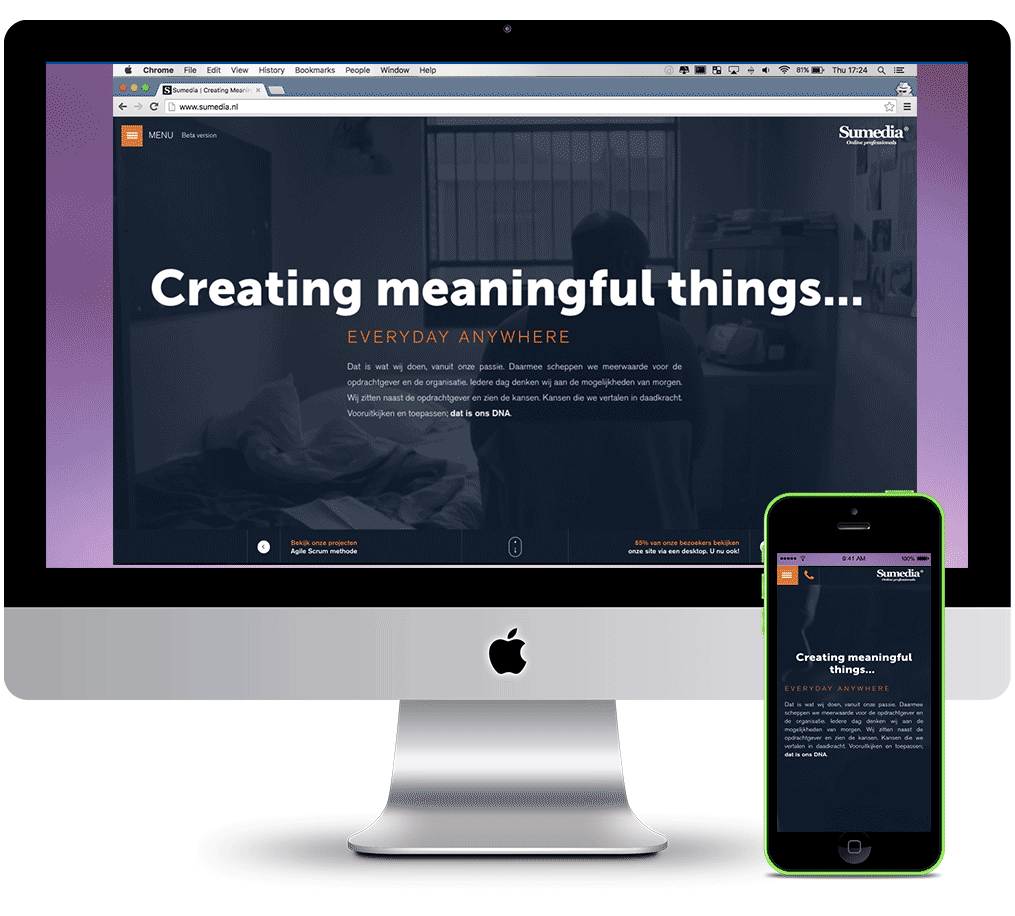 Chrome File Edit View History Bookmarks People Window Help 81% Thu 17:24
Sumedia | Creating Meanin
www.sumedia.nl
MENU Beta version
Sumedia®
Online professionals
Creating meaningful things...
EVERYDAY ANYWHERE
Dat is wat wij doen, vanuit onze passie. Daarmee scheppen we meerwaarde voor de
opdrachtgever en de organisatie. Iedere dag denken wij aan de mogelijkheden van morgen.
Wij zitten naast de opdrachtgever en zien de kansen. Kansen die we vertalen in daadkracht.
Vooruitkijken en toepassen; dat is ons DNA.
Bekijk onze projecten
Agile Scrum methode
65% van onze bezoekers bekijken
onze site via een desktop. U nu ook!
9:41 AM 100%
Sumedia®
Online professionals
Creating meaningful
things...
EVERYDAY ANYWHERE
Dat is wat wij doen, vanuit onze passie. Daarmee
scheppen we meerwaarde voor de opdrachtgever en
de organisatie. Iedere dag denken wij aan de
mogelijkheden van morgen. Wij zitten naast de
opdrachtgever en zien de kansen. Kansen die we
vertalen in daadkracht. Vooruitkijken en toepassen;
dat is ons DNA.